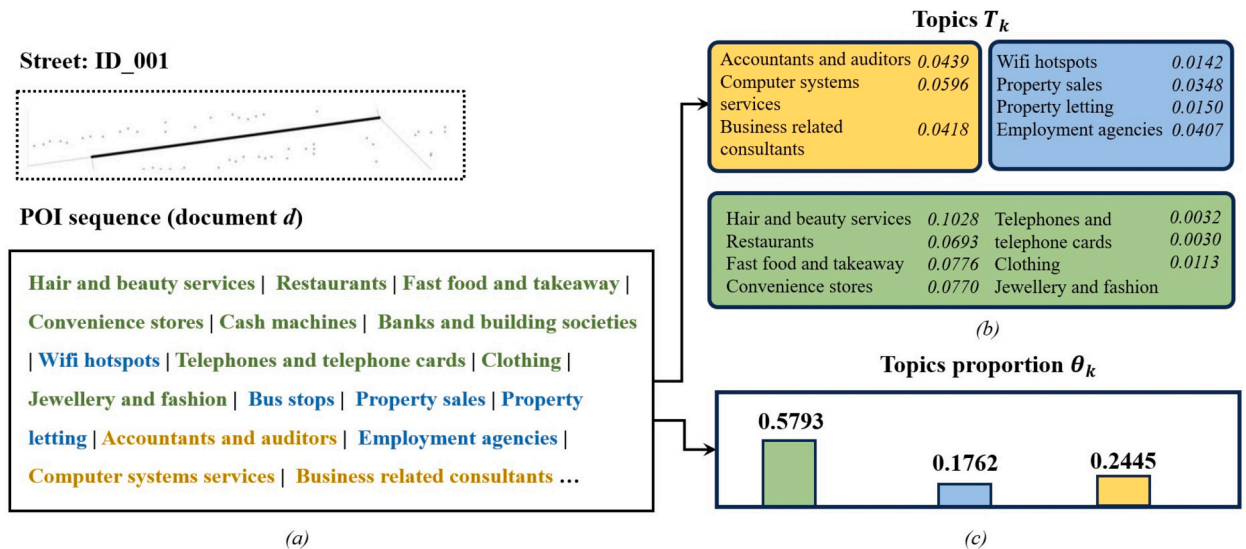 Street: ID_001
POI sequence (document d)
Hair and beauty services | Restaurants | Fast food and takeaway |
Convenience stores | Cash machines | Banks and building societies
| Wifi hotspots | Telephones and telephone cards | Clothing |
Jewellery and fashion | Bus stops | Property sales | Property
letting | Accountants and auditors | Employment agencies |
Computer systems services | Business related consultants ...
(a)
Topics Tₖ
Accountants and auditors 0.0439
Computer systems 0.0596
services
Business related 0.0418
consultants
Wifi hotspots 0.0142
Property sales 0.0348
Property letting 0.0150
Employment agencies 0.0407
Hair and beauty services 0.1028
Restaurants 0.0693
Fast food and takeaway 0.0776
Convenience stores 0.0770
Telephones and 0.0032
telephone cards 0.0030
Clothing 0.0113
Jewellery and fashion
(b)
Topics proportion θₖ
0.5793
0.1762
0.2445
(c)